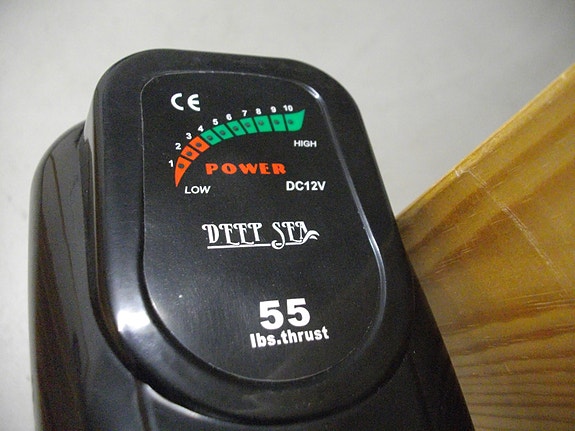 CE
1 2 3 4 5 6 7 8 9 10
HIGH
POWER
LOW
DC12V
DEEP SEA
55
lbs.thrust